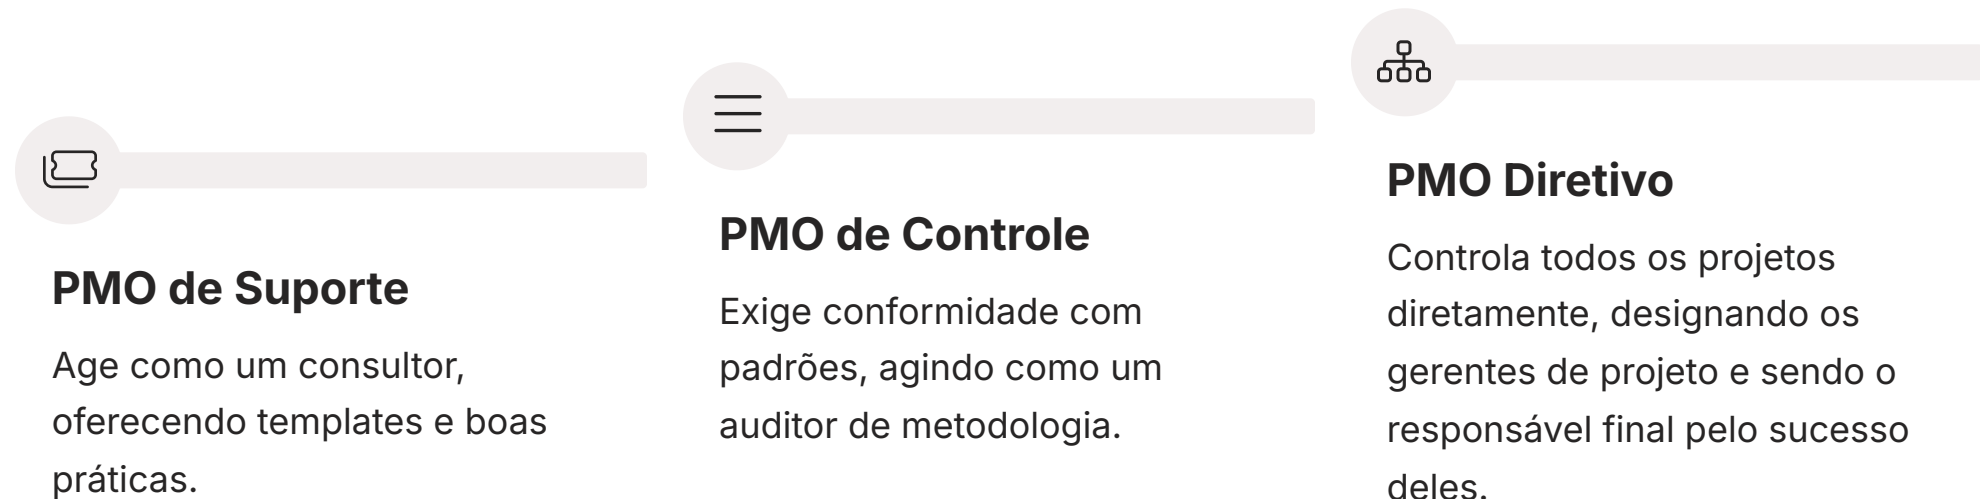 PMO de Suporte
Age como um consultor,
oferecendo templates e boas
práticas.
PMO de Controle
Exige conformidade com
padrões, agindo como um
auditor de metodologia.
PMO Diretivo
Controla todos os projetos
diretamente, designando os
gerentes de projeto e sendo o
responsável final pelo sucesso
deles.